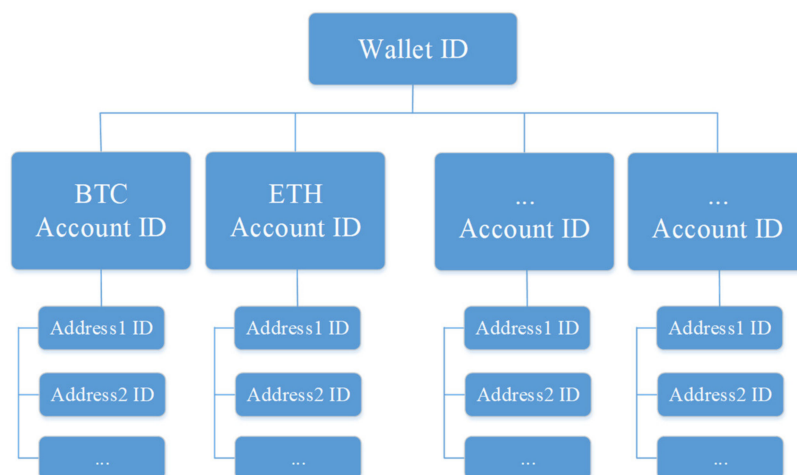 Wallet ID
BTC
Account ID
ETH
Account ID
...
Account ID
...
Account ID
Address1 ID
Address1 ID
Address1 ID
Address1 ID
Address2 ID
Address2 ID
Address2 ID
Address2 ID
...
...
...
...